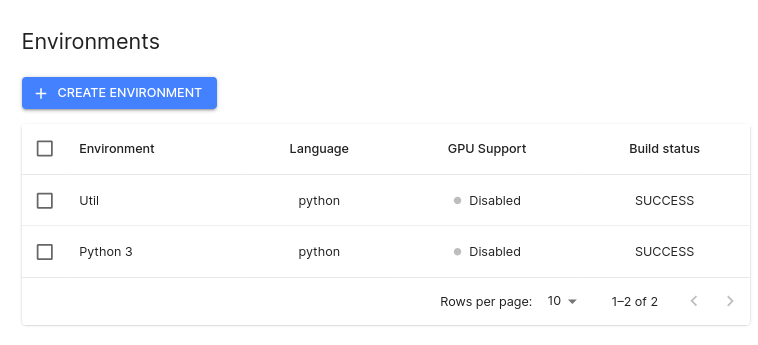 Environments
+ CREATE ENVIRONMENT
Environment Language GPU Support Build status
Util python Disabled SUCCESS
Python 3 python Disabled SUCCESS
Rows per page: 10 1–2 of 2